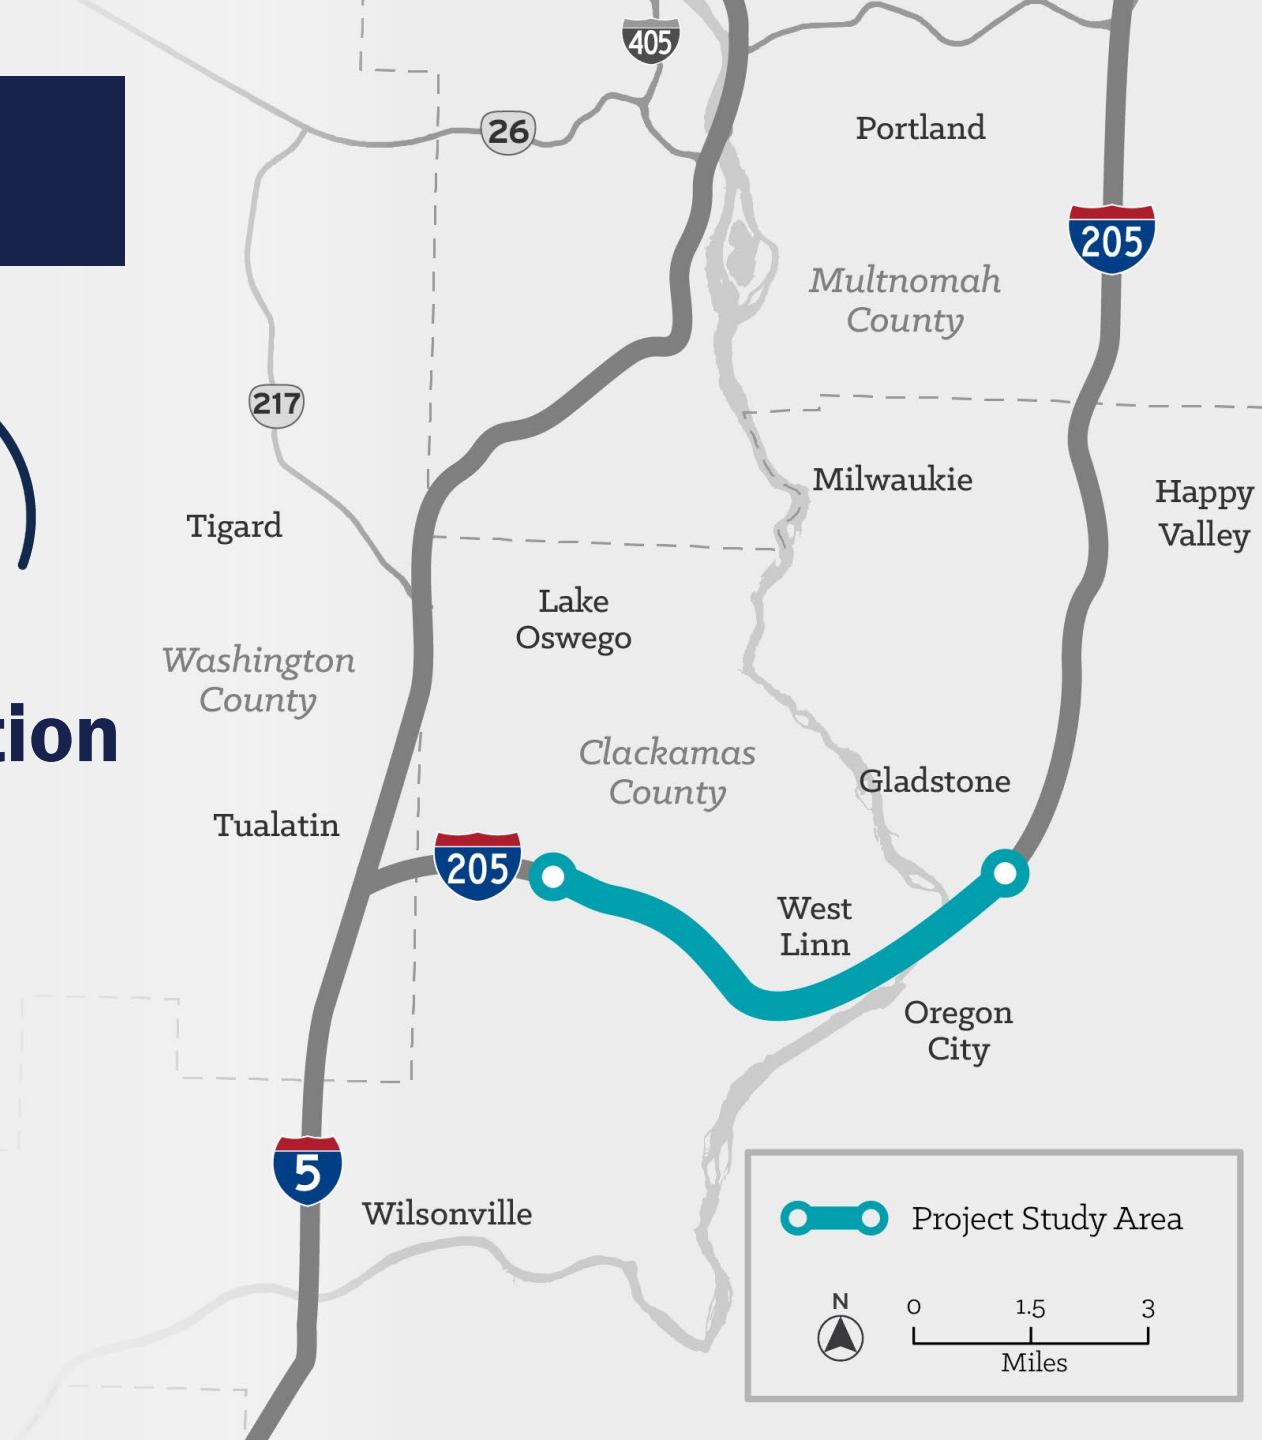 405
26
Portland
205
Multnomah
County
217
Milwaukie
Happy
Valley
Tigard
Lake
Oswego
Washington
County
tion
Clackamas
County
Gladstone
Tualatin
205
West
Linn
Oregon
City
5
Wilsonville
Project Study Area
N
0 1.5 3
Miles